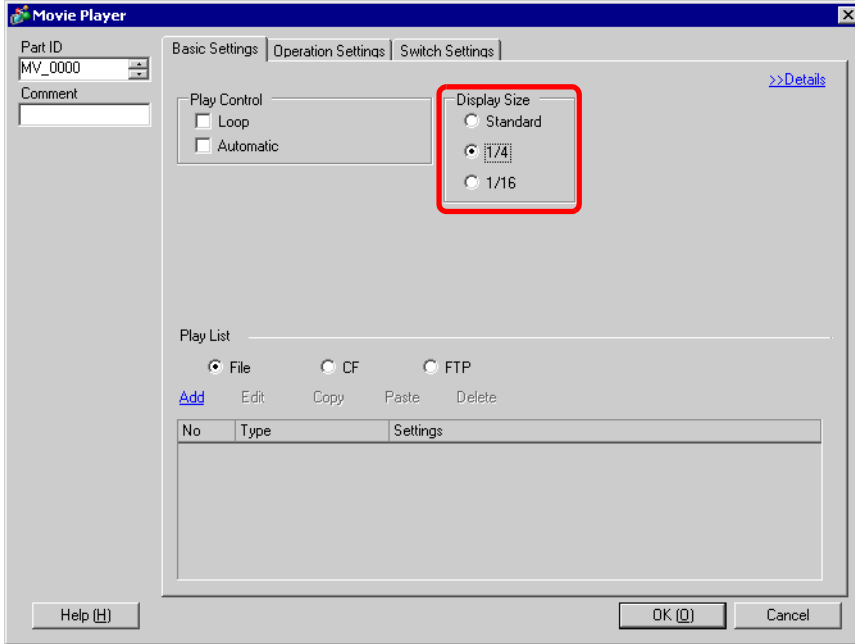 Movie Player
Part ID
MV_0000
Comment
Basic Settings
Operation Settings
Switch Settings
>>Details
Play Control
Loop
Automatic
Display Size
Standard
1/4
1/16
Play List
File CF FTP
Add Edit Copy Paste Delete
No Type Settings
Help (H) OK (O) Cancel